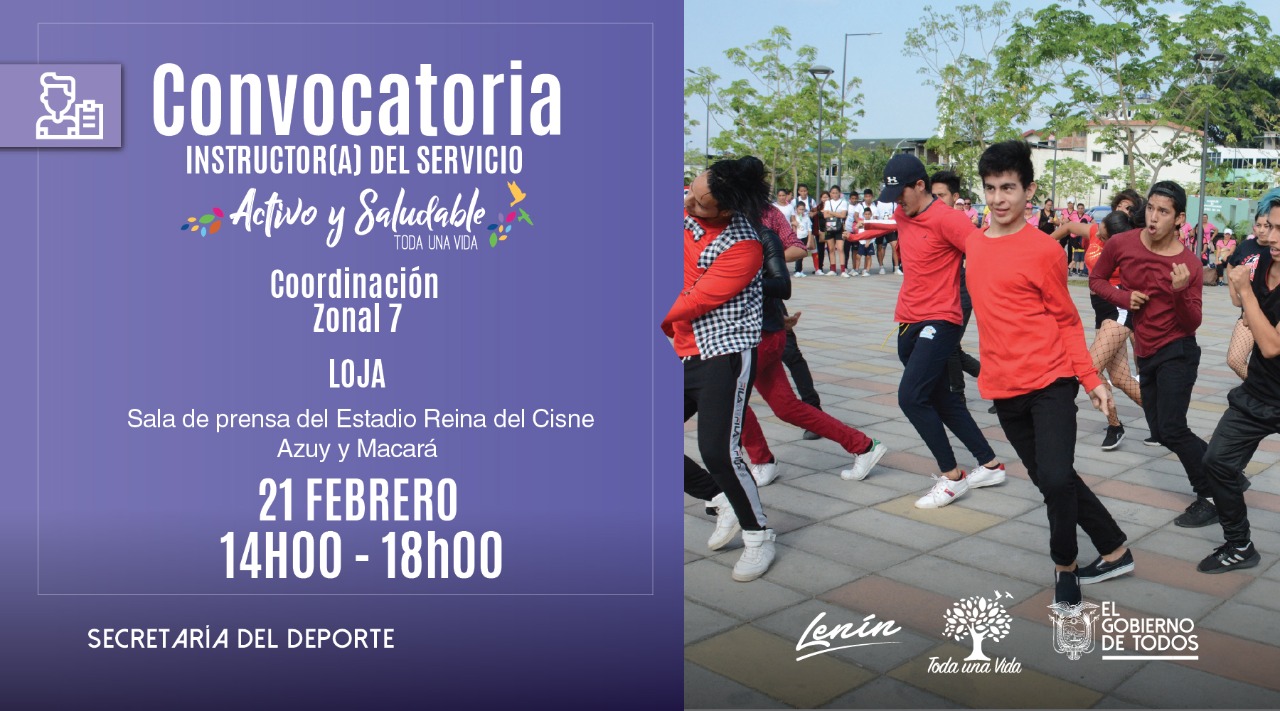 Convocatoria
INSTRUCTOR(A) DEL SERVICIO
Activo y Saludable
TODA UNA VIDA
Coordinación
Zonal 7
LOJA
Sala de prensa del Estadio Reina del Cisne
Azuy y Macará
21 FEBRERO
14H00 - 18h00
SECRETARÍA DEL DEPORTE
Lenín
Toda una Vida
EL
GOBIERNO
DE TODOS